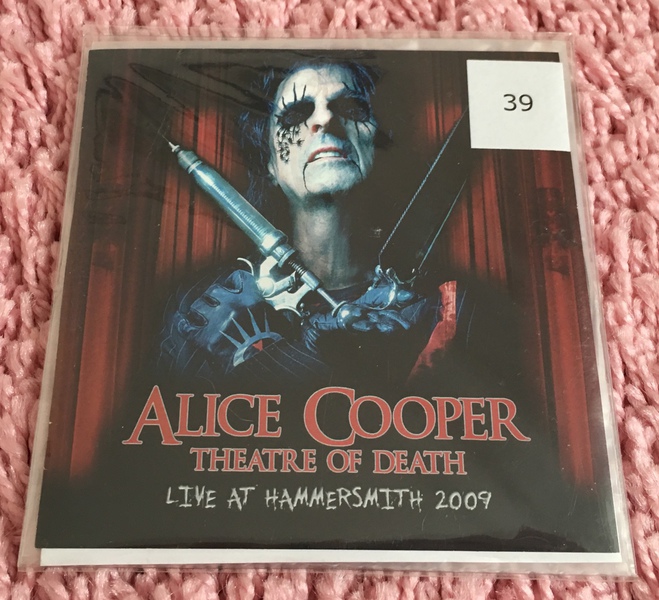 39
ALICE COOPER
THEATRE OF DEATH
LIVE AT HAMMERSMITH 2009